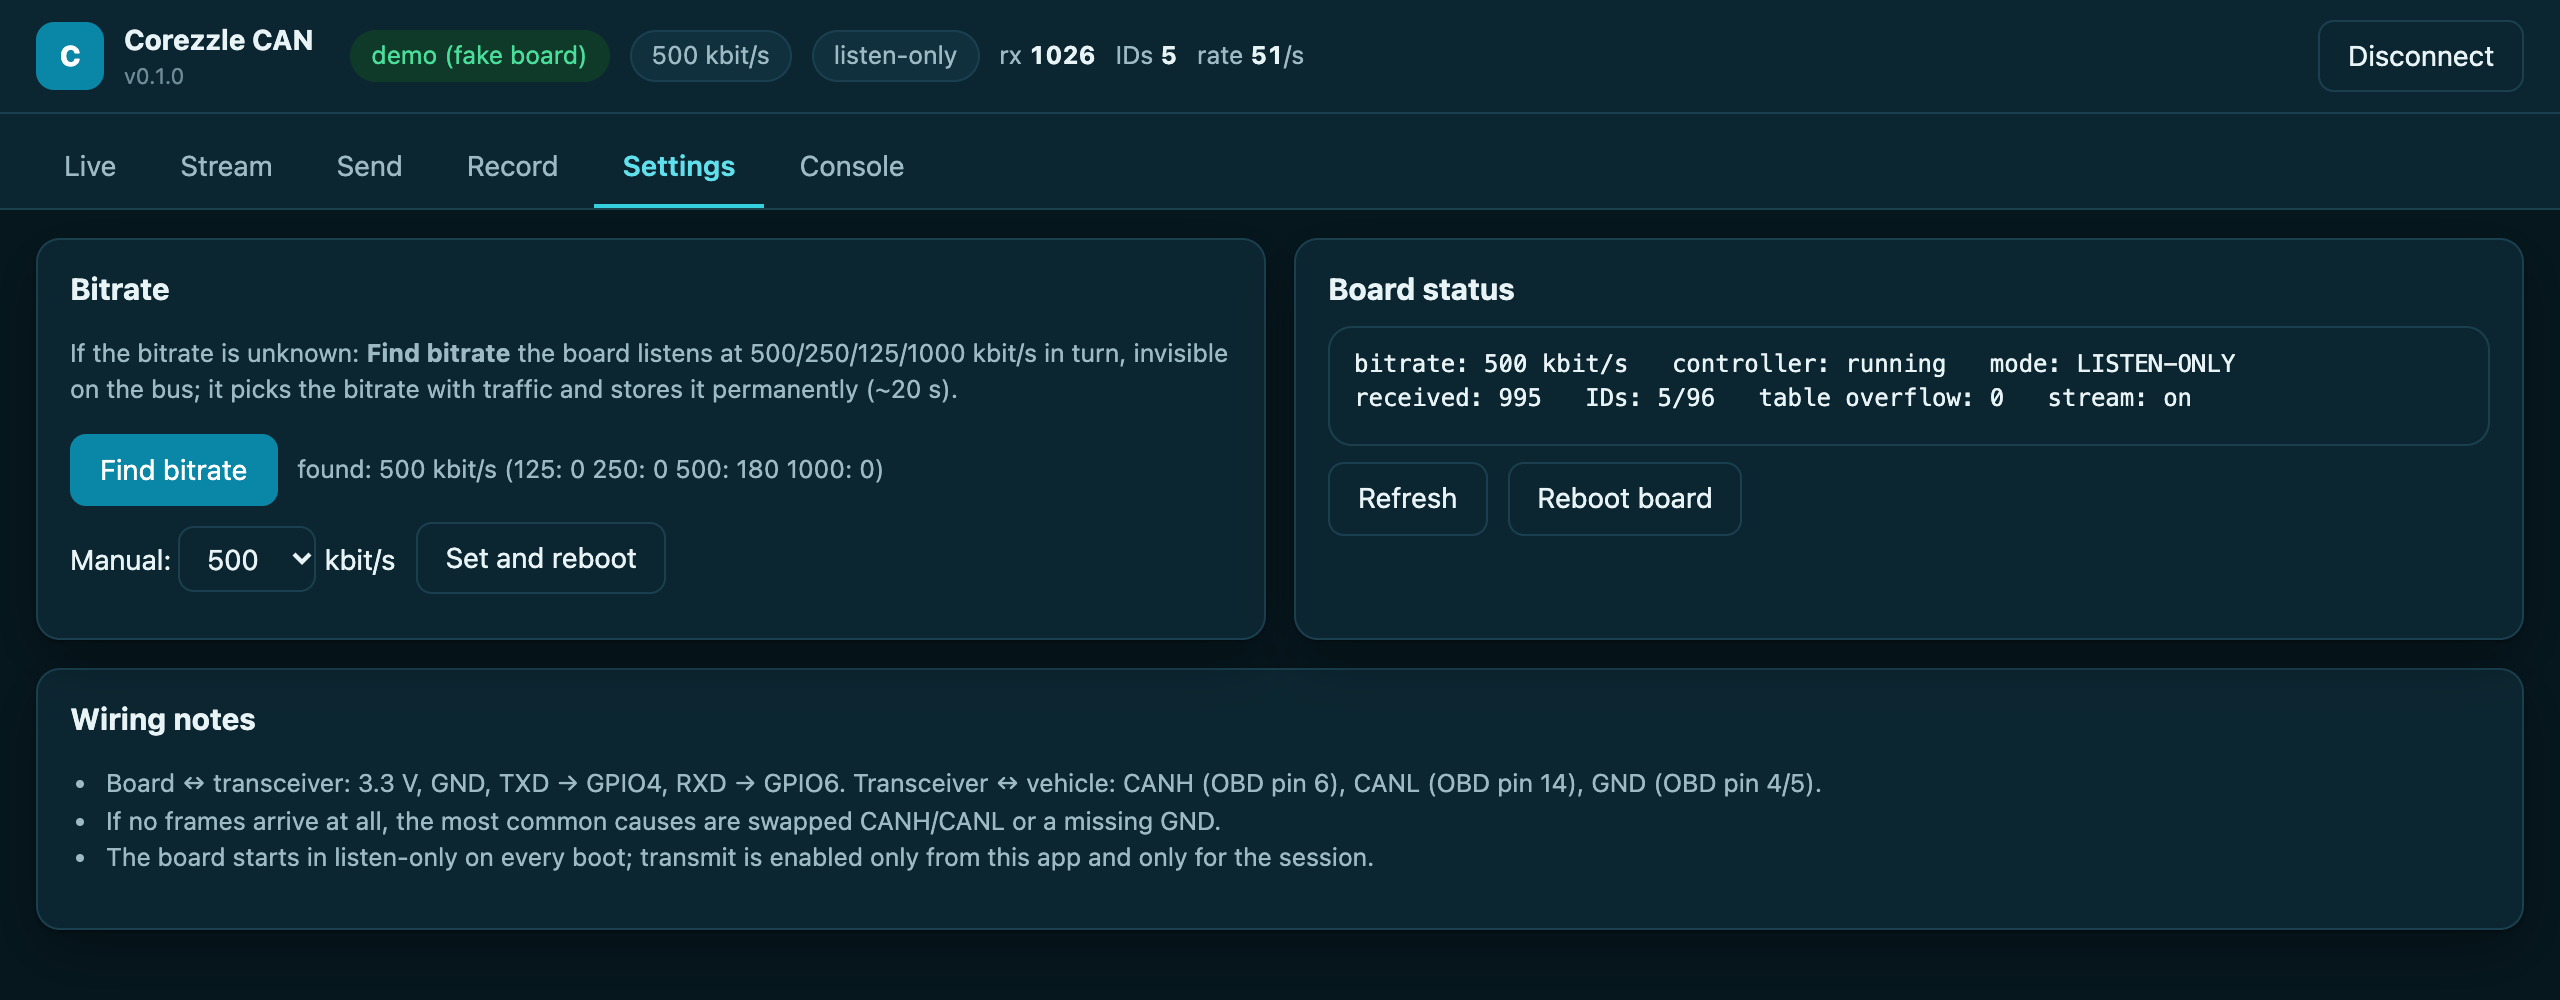 C
Corezzle CAN
v0.1.0
demo (fake board)
500 kbit/s
listen-only
rx 1026 IDs 5 rate 51/s
Disconnect
Live Stream Send Record Settings Console
Bitrate
If the bitrate is unknown: Find bitrate the board listens at 500/250/125/1000 kbit/s in turn, invisible
on the bus; it picks the bitrate with traffic and stores it permanently (~20 s).
Find bitrate found: 500 kbit/s (125: 0 250: 0 500: 180 1000: 0)
Manual: 500 kbit/s Set and reboot
Board status
bitrate: 500 kbit/s controller: running mode: LISTEN-ONLY
received: 995 IDs: 5/96 table overflow: 0 stream: on
Refresh Reboot board
Wiring notes
• Board ↔ transceiver: 3.3 V, GND, TXD → GPIO4, RXD → GPIO6. Transceiver ↔ vehicle: CANH (OBD pin 6), CANL (OBD pin 14), GND (OBD pin 4/5).
• If no frames arrive at all, the most common causes are swapped CANH/CANL or a missing GND.
• The board starts in listen-only on every boot; transmit is enabled only from this app and only for the session.